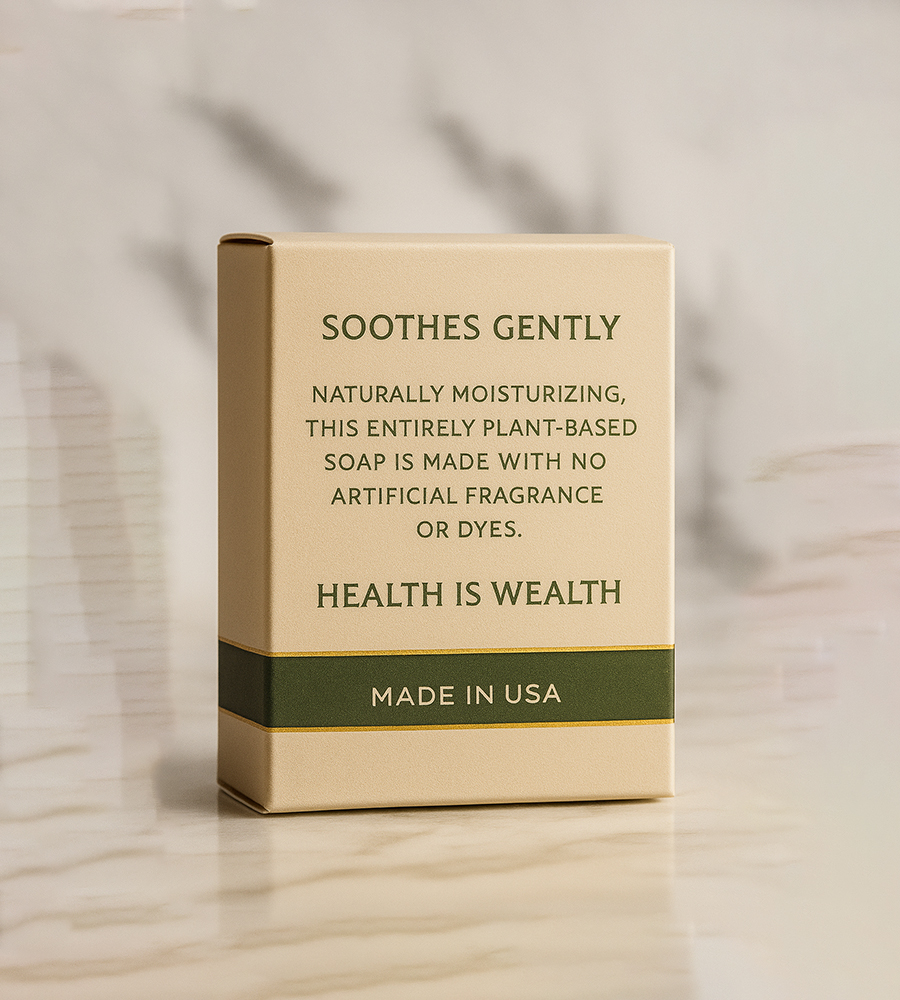 SOOTHES GENTLY
NATURALLY MOISTURIZING,
THIS ENTIRELY PLANT-BASED
SOAP IS MADE WITH NO
ARTIFICIAL FRAGRANCE
OR DYES.
HEALTH IS WEALTH
MADE IN USA